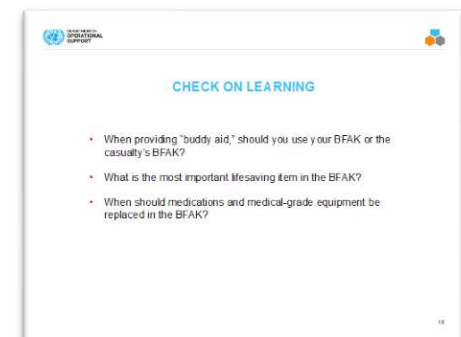 DEPARTMENT OF
OPERATIONAL
SUPPORT
CHECK ON LEARNING
• When providing "buddy aid," should you use your BFAK or the
casualty's BFAK?
• What is the most important lifesaving item in the BFAK?
• When should medications and medical-grade equipment be
replaced in the BFAK?